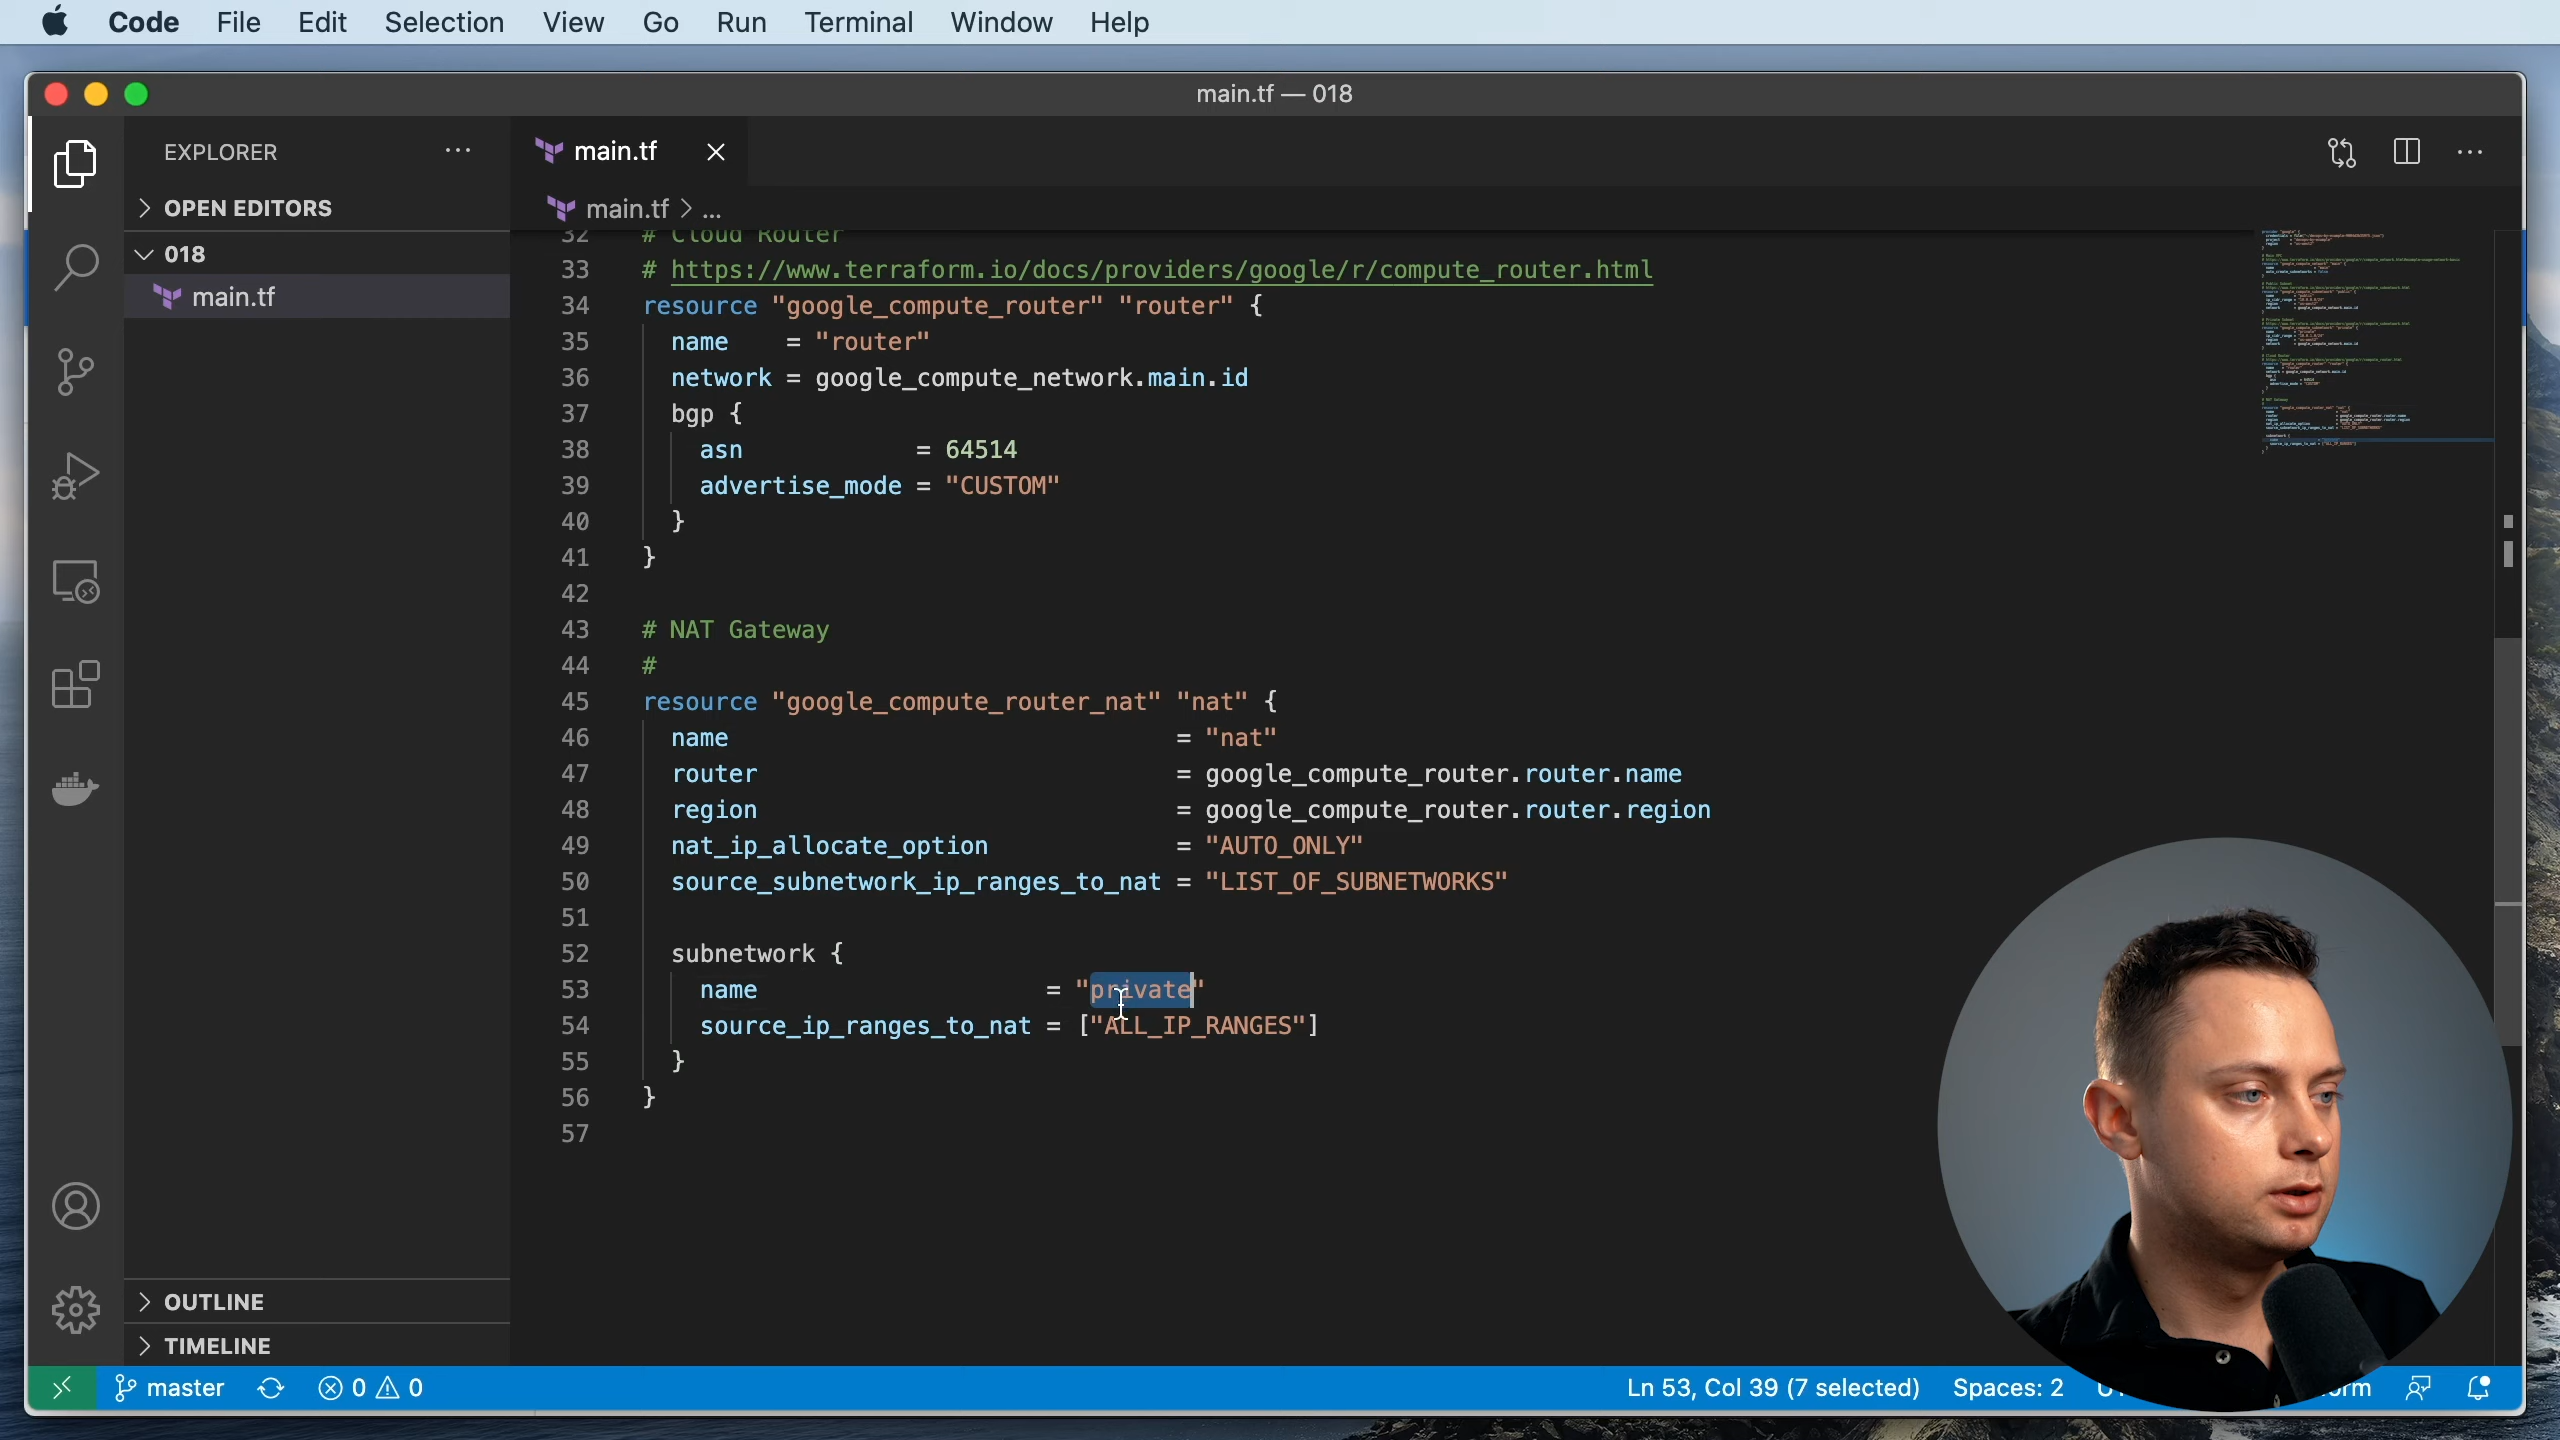 Code File Edit Selection View Go Run Terminal Window Help
main.tf — 018
EXPLORER
main.tf
OPEN EDITORS
main.tf > ...
018
main.tf
32 # Cloud Router
33 # https://www.terraform.io/docs/providers/google/r/compute_router.html
34 resource "google_compute_router" "router" {
35 name = "router"
36 network = google_compute_network.main.id
37 bgp {
38 asn = 64514
39 advertise_mode = "CUSTOM"
40 }
41 }
42
43 # NAT Gateway
44 #
45 resource "google_compute_router_nat" "nat" {
46 name = "nat"
47 router = google_compute_router.router.name
48 region = google_compute_router.router.region
49 nat_ip_allocate_option = "AUTO_ONLY"
50 source_subnetwork_ip_ranges_to_nat = "LIST_OF_SUBNETWORKS"
51
52 subnetwork {
53 name = "private"
54 source_ip_ranges_to_nat = ["ALL_IP_RANGES"]
55 }
56 }
57
OUTLINE
TIMELINE
master 0 0 Ln 53, Col 39 (7 selected) Spaces: 2